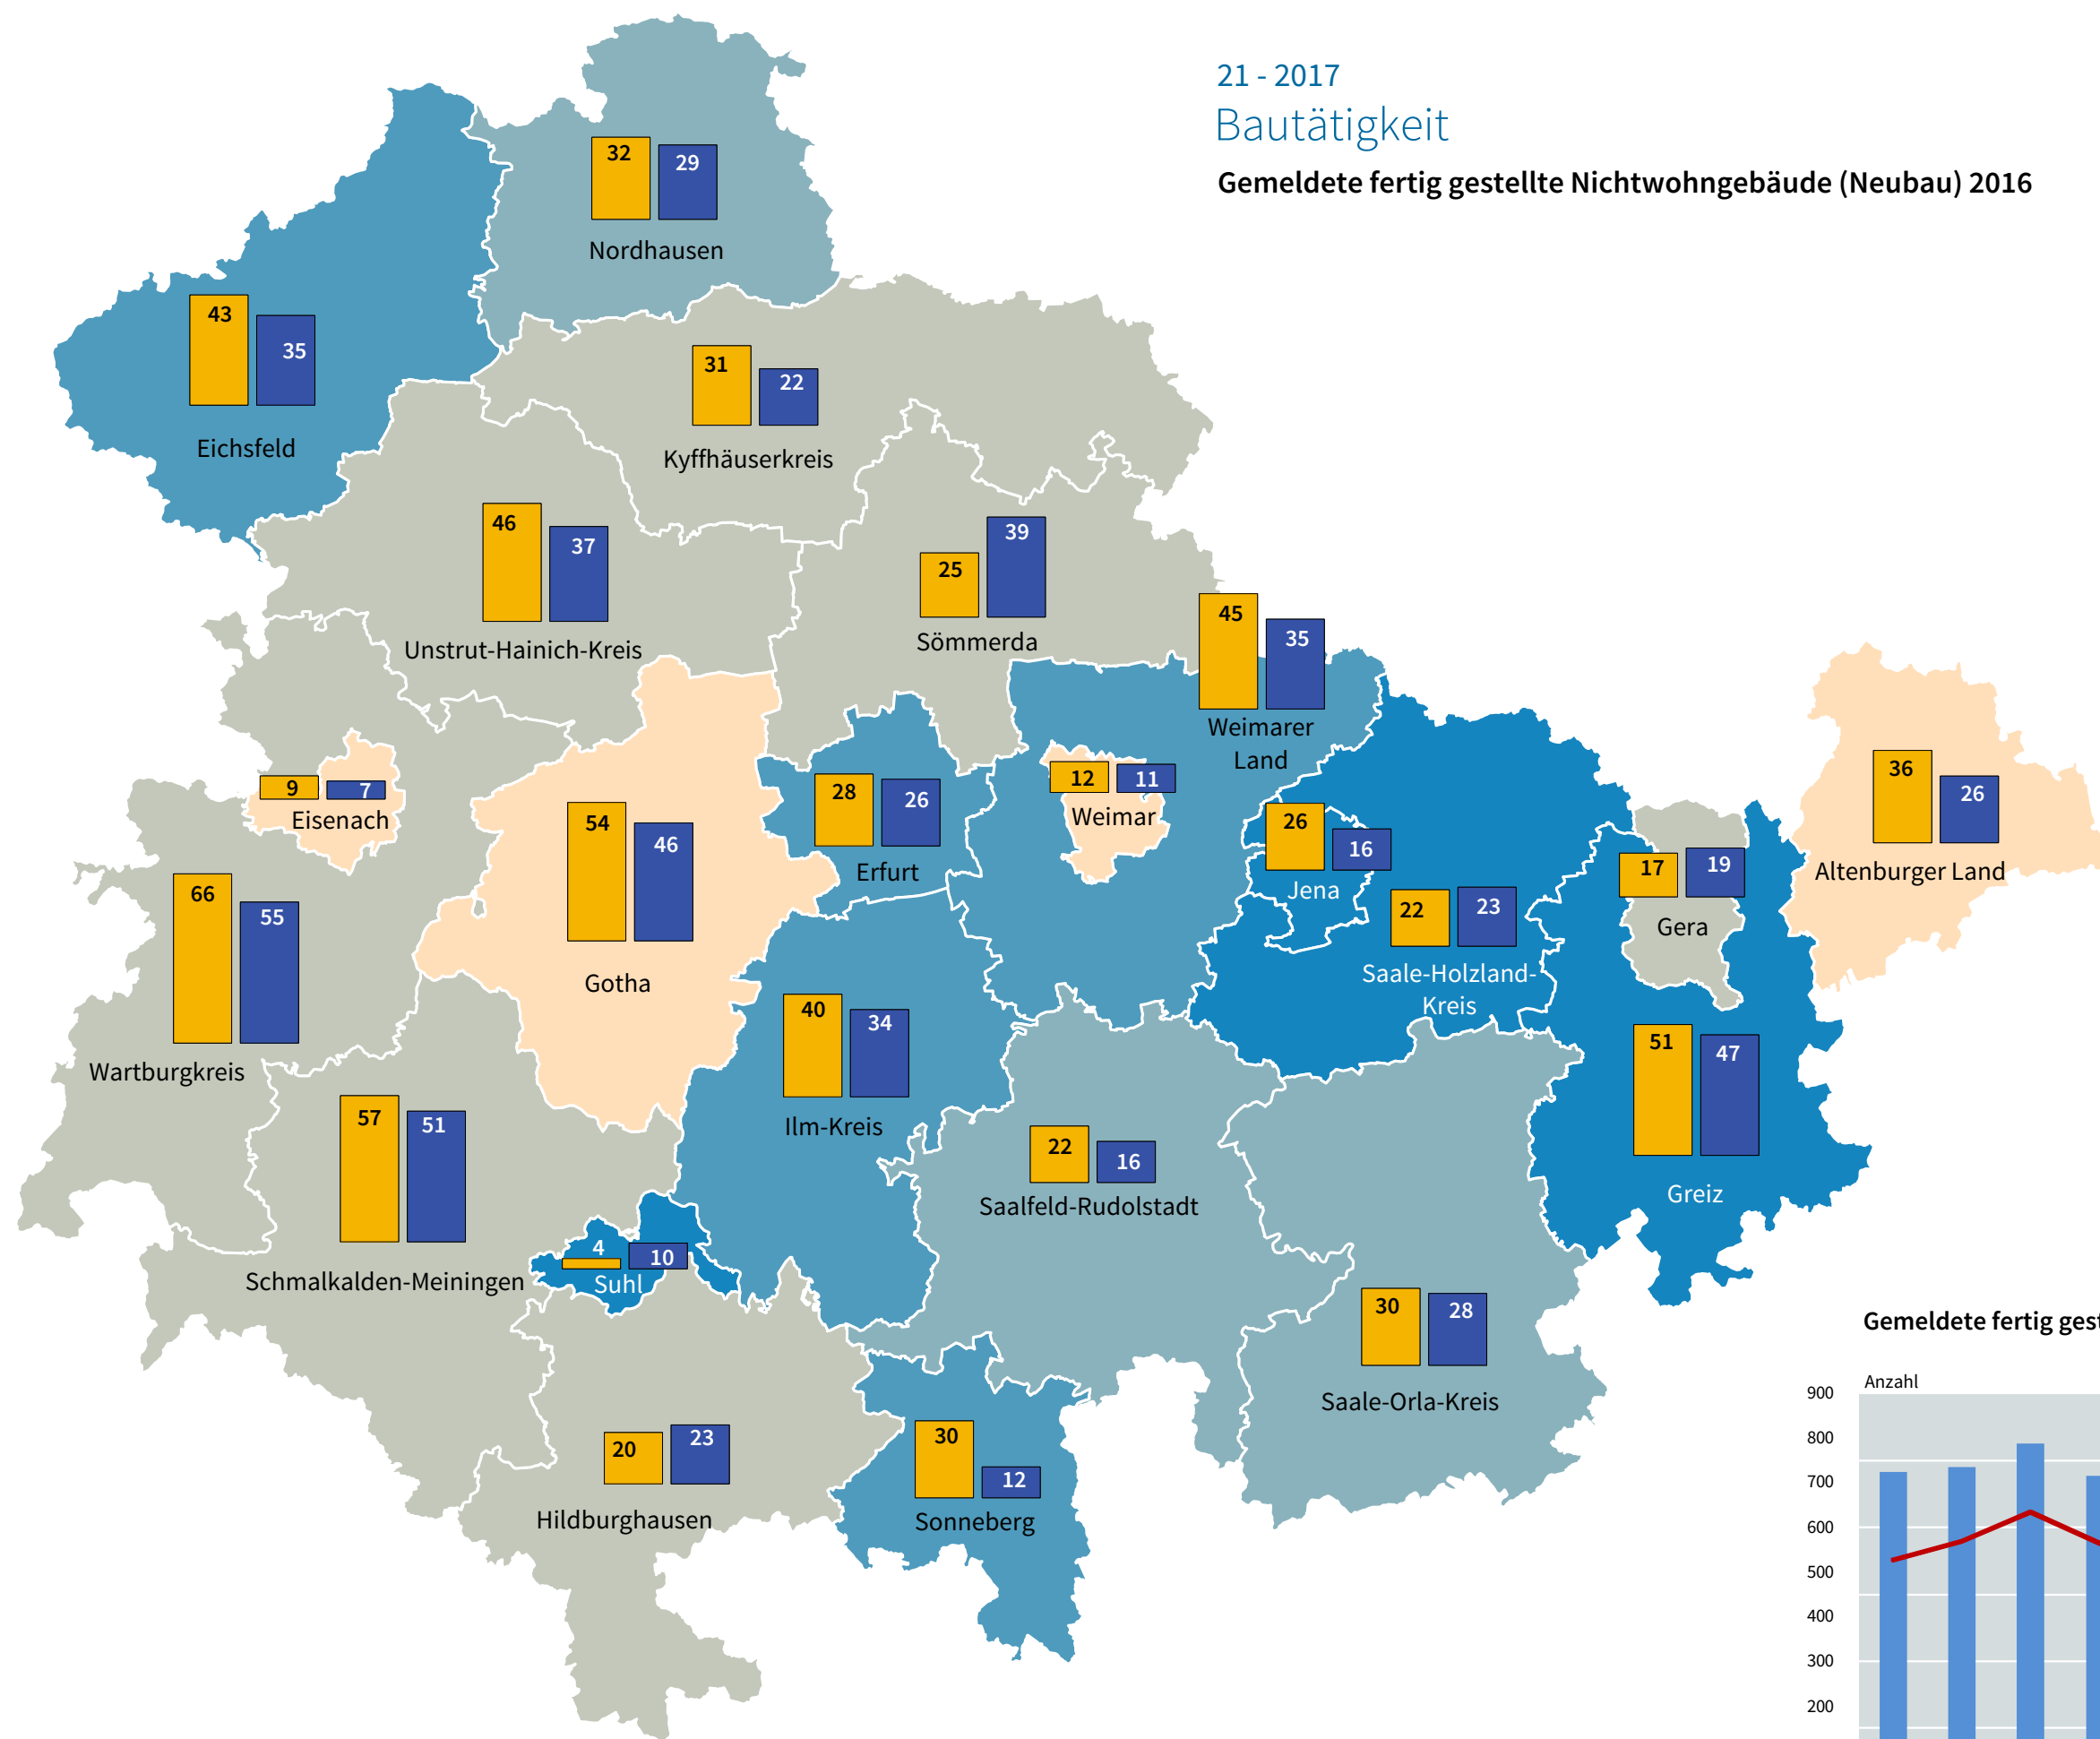 21 - 2017
Bautätigkeit
Gemeldete fertig gestellte Nichtwohngebäude (Neubau) 2016
32
29
Nordhausen
43
35
Eichsfeld
31
22
Kyffhäuserkreis
46
37
Unstrut-Hainich-Kreis
25
39
Sömmerda
45
35
Weimarer
Land
9
7
Eisenach
54
46
Gotha
28
26
Erfurt
12
11
Weimar
26
16
Jena
22
23
Saale-Holzland-
Kreis
17
19
Gera
36
26
Altenburger Land
66
55
Wartburgkreis
40
34
Ilm-Kreis
51
47
Greiz
57
51
Schmalkalden-Meiningen
22
16
Saalfeld-Rudolstadt
4
10
Suhl
30
28
Saale-Orla-Kreis
20
23
Hildburghausen
30
12
Sonneberg
Gemeldete fertig gest
Anzahl
900
800
700
600
500
400
300
200